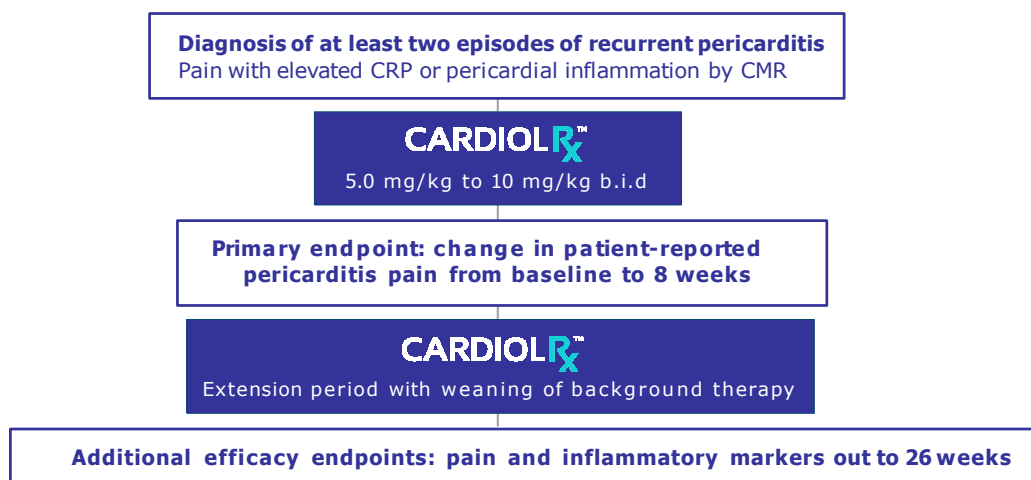 Diagnosis of at least two episodes of recurrent pericarditis
Pain with elevated CRP or pericardial inflammation by CMR
CARDIOLRx™
5.0 mg/kg to 10 mg/kg b.i.d
Primary endpoint: change in patient-reported
pericarditis pain from baseline to 8 weeks
CARDIOLRx™
Extension period with weaning of background therapy
Additional efficacy endpoints: pain and inflammatory markers out to 26 weeks